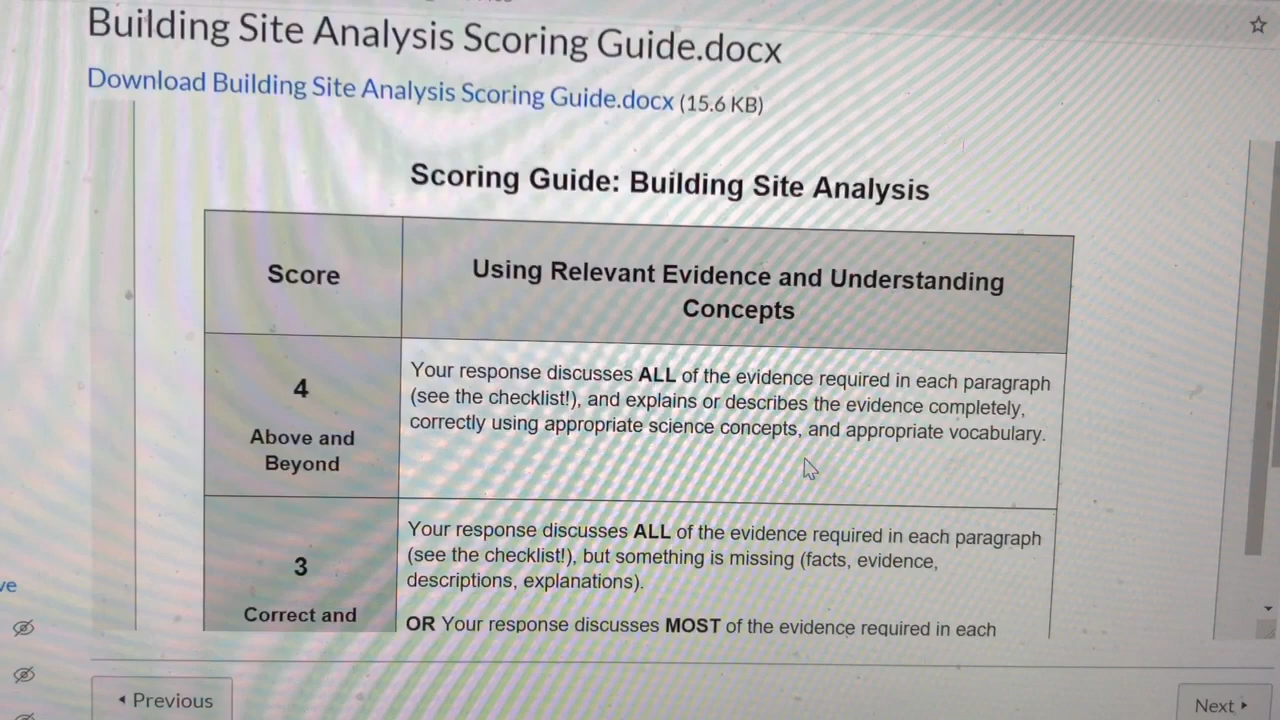 Building Site Analysis Scoring Guide.docx
Download Building Site Analysis Scoring Guide.docx (15.6 KB)
Scoring Guide: Building Site Analysis
Score
Using Relevant Evidence and Understanding
Concepts
4
Above and
Beyond
Your response discusses ALL of the evidence required in each paragraph
(see the checklist!), and explains or describes the evidence completely,
correctly using appropriate science concepts, and appropriate vocabulary.
3
Correct and
Your response discusses ALL of the evidence required in each paragraph
(see the checklist!), but something is missing (facts, evidence,
descriptions, explanations).
OR Your response discusses MOST of the evidence required in each
ve
Previous
Next